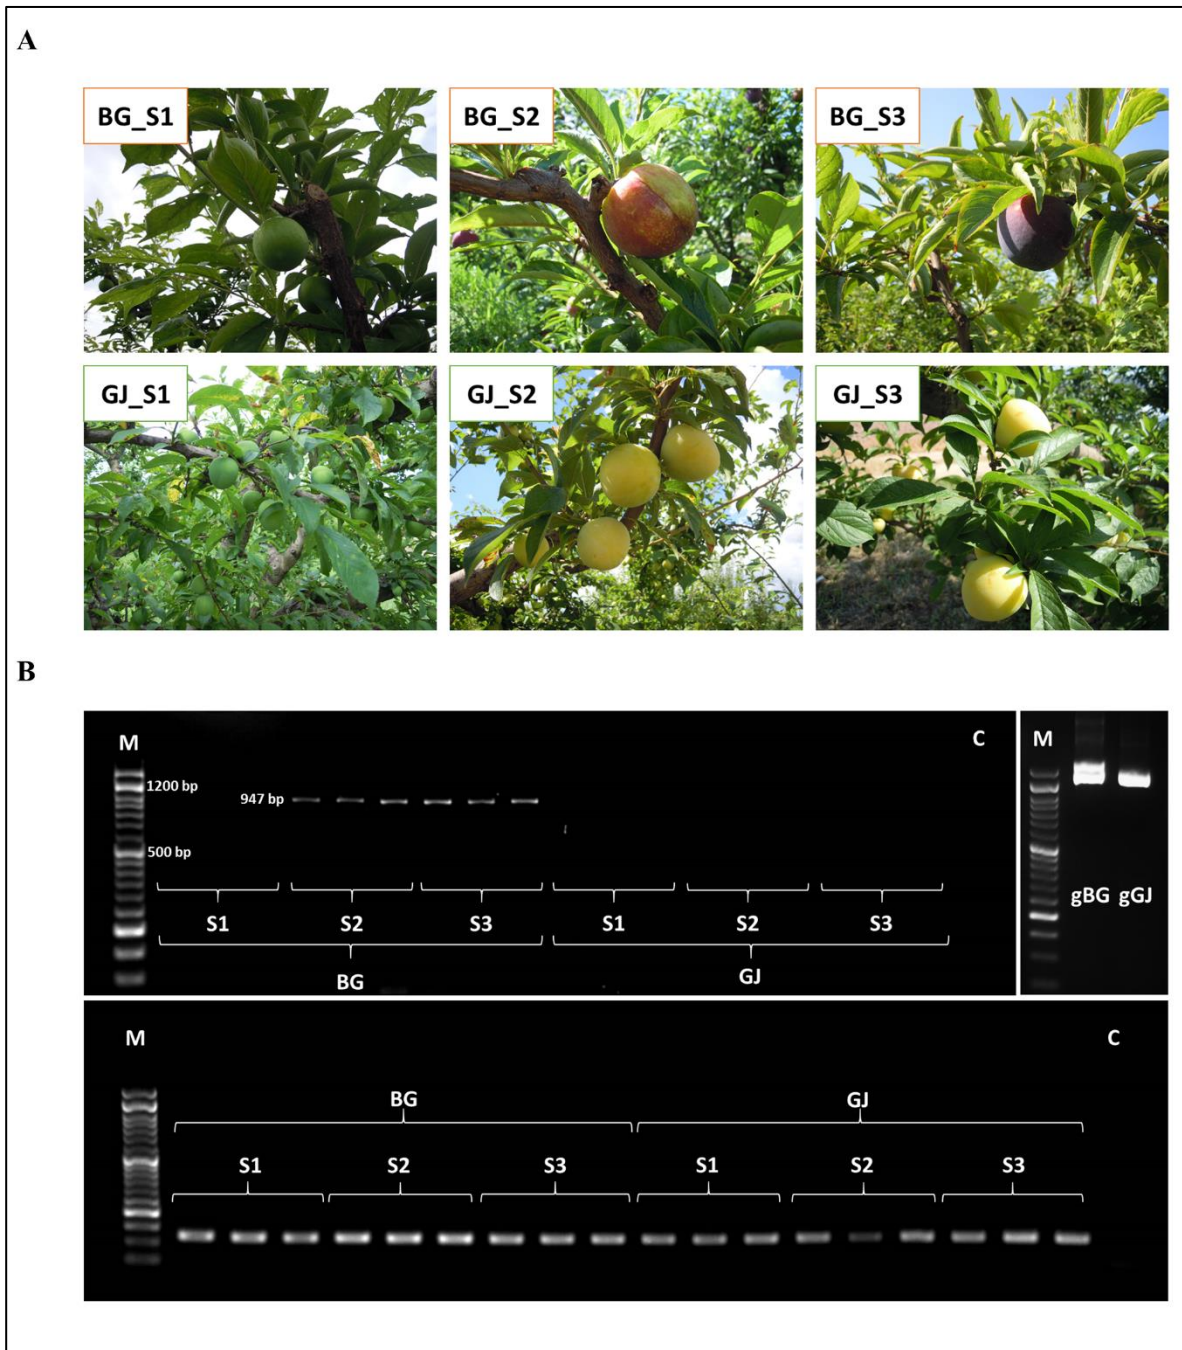 A
BG_S1 BG_S2 BG_S3
GJ_S1 GJ_S2 GJ_S3
B
M C M
1200 bp
947 bp
500 bp
gBG gGJ
S1 S2 S3 S1 S2 S3
BG GJ
M C
BG GJ
S1 S2 S3 S1 S2 S3